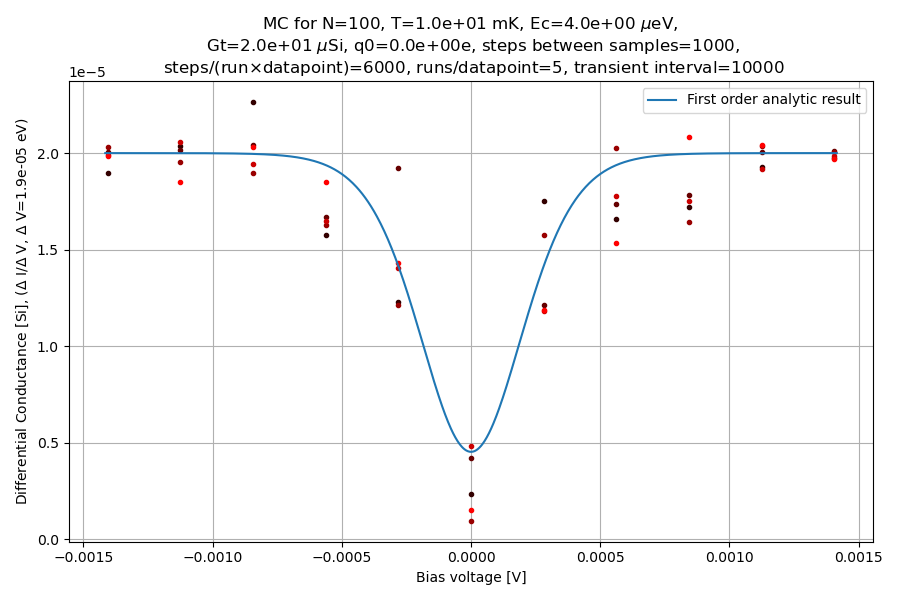 MC for N=100, T=1.0e+01 mK, Ec=4.0e+00 μeV,
Gt=2.0e+01 μSi, q0=0.0e+00e, steps between samples=1000,
steps/(run×datapoint)=6000, runs/datapoint=5, transient interval=10000
1e−5
First order analytic result
2.0
1.5
1.0
0.5
0.0
Differential Conductance [Si], (Δ I/Δ V, Δ V=1.9e-05 eV)
−0.0015 −0.0010 −0.0005 0.0000 0.0005 0.0010 0.0015
Bias voltage [V]